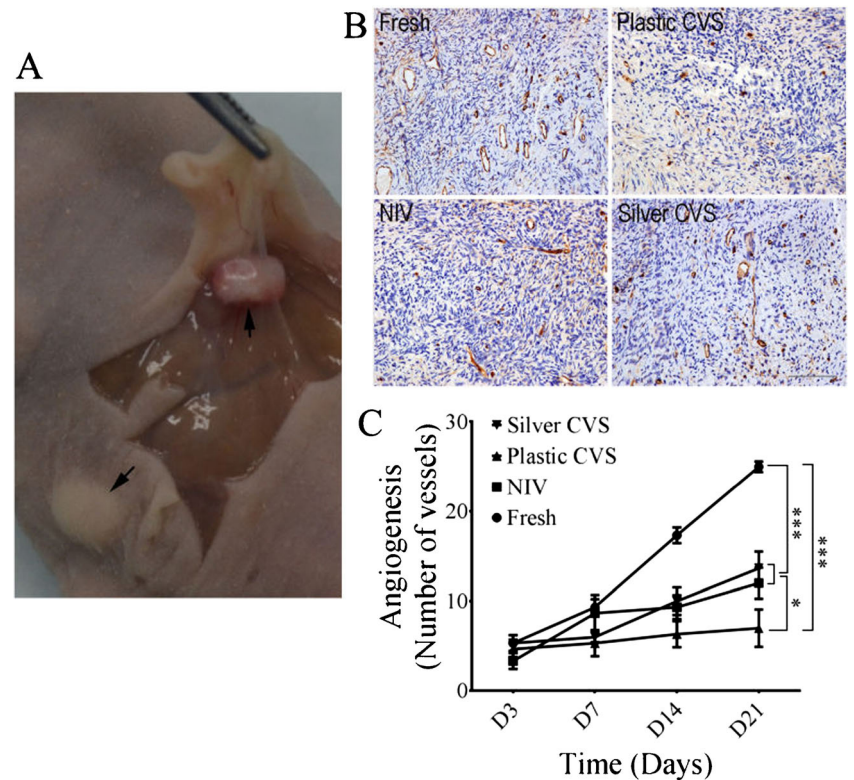 A
B
Fresh
Plastic CVS
NIV
Silver CVS
C
Angiogenesis
(Number of vessels)
30
20
10
0
Silver CVS
Plastic CVS
NIV
Fresh
***
***
*
D3
D7
D14
D21
Time (Days)